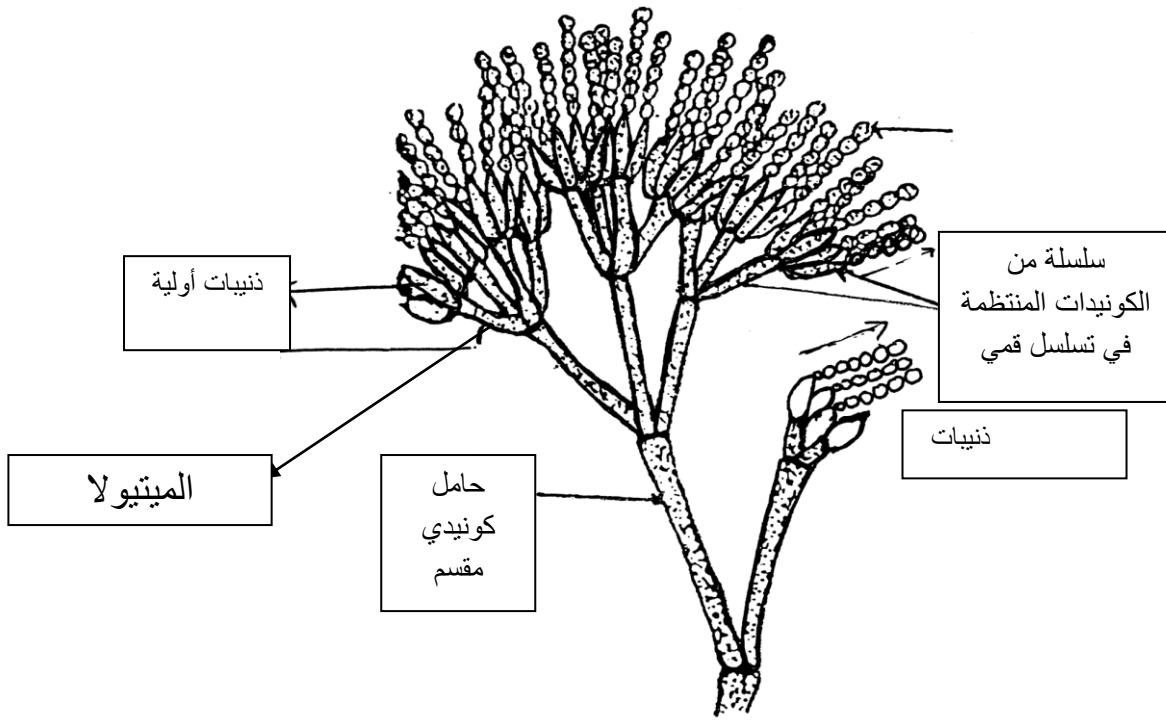 سلسلة من
الكونيدات المنتظمة
في تسلسل قمي
ذنيبات أولية
ذنيبات
الميتيولا
حامل
كونيدي
مقسم